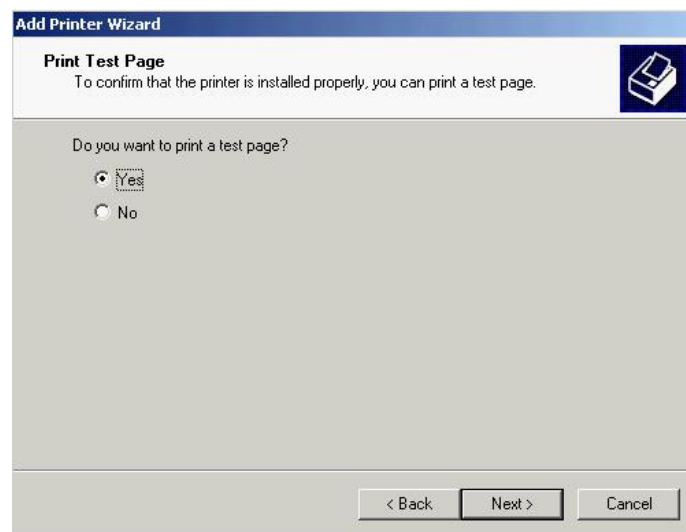 Add Printer Wizard
Print Test Page
To confirm that the printer is installed properly, you can print a test page.
Do you want to print a test page?
Yes
No
< Back Next > Cancel